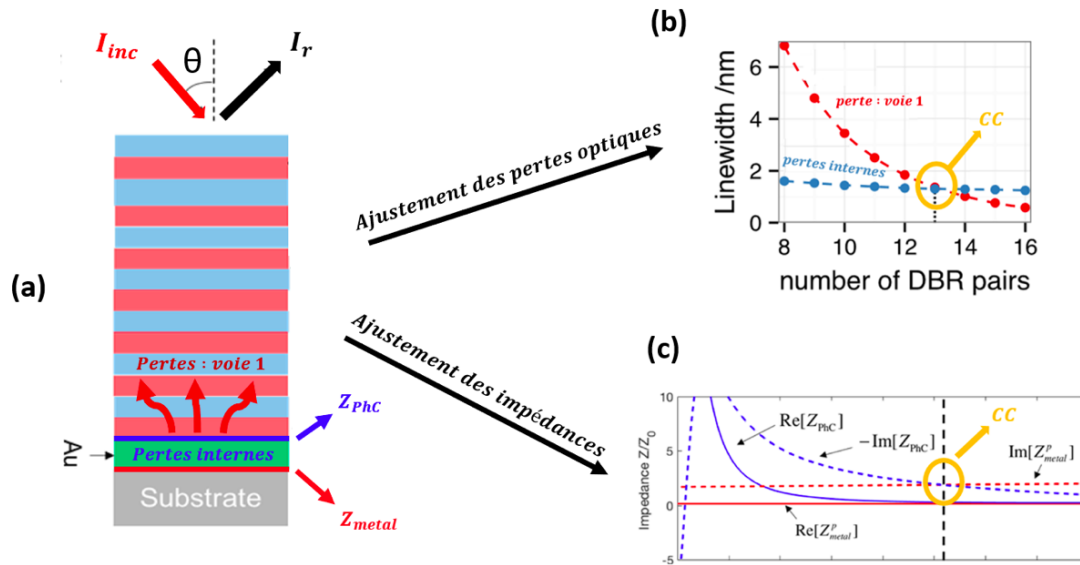 (a)
I_inc
θ
I_r
Pertes : voie 1
Z_PhC
Au
Pertes internes
Substrate
Z_metal
Ajustement des pertes optiques
Ajustement des impédances
(b)
Linewidth /nm
6
4
2
0
perte : voie 1
CC
pertes internes
8 10 12 14 16
number of DBR pairs
(c)
Impedance Z/Z_0
10
5
0
-5
Re[Z_PhC]
−Im[Z_PhC]
CC
Im[Z^p_metal]
Re[Z^p_metal]